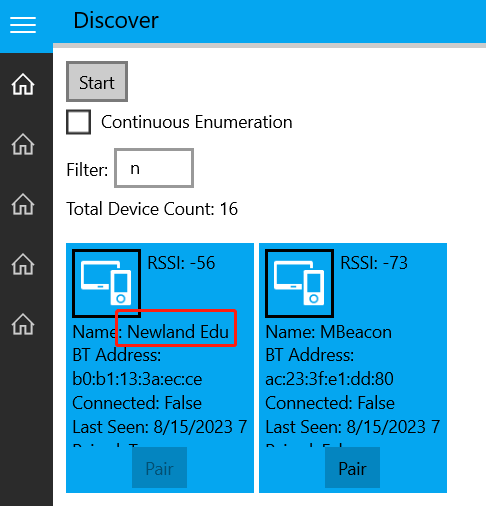 Discover
Start
Continuous Enumeration
Filter: n
Total Device Count: 16
RSSI: -56
Name: Newland Edu
BT Address:
b0:b1:13:3a:ec:ce
Connected: False
Last Seen: 8/15/2023 7
Pair
RSSI: -73
Name: MBeacon
BT Address:
ac:23:3f:e1:dd:80
Connected: False
Last Seen: 8/15/2023 7
Pair